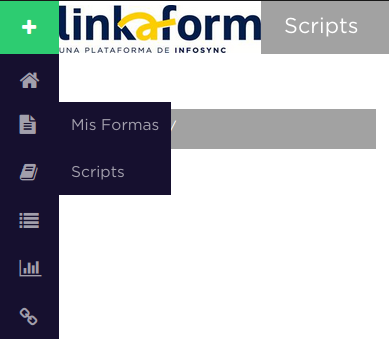 +
linkaform
UNA PLATAFORMA DE INFOSYNC
Scripts
Mis Formas
/
Scripts